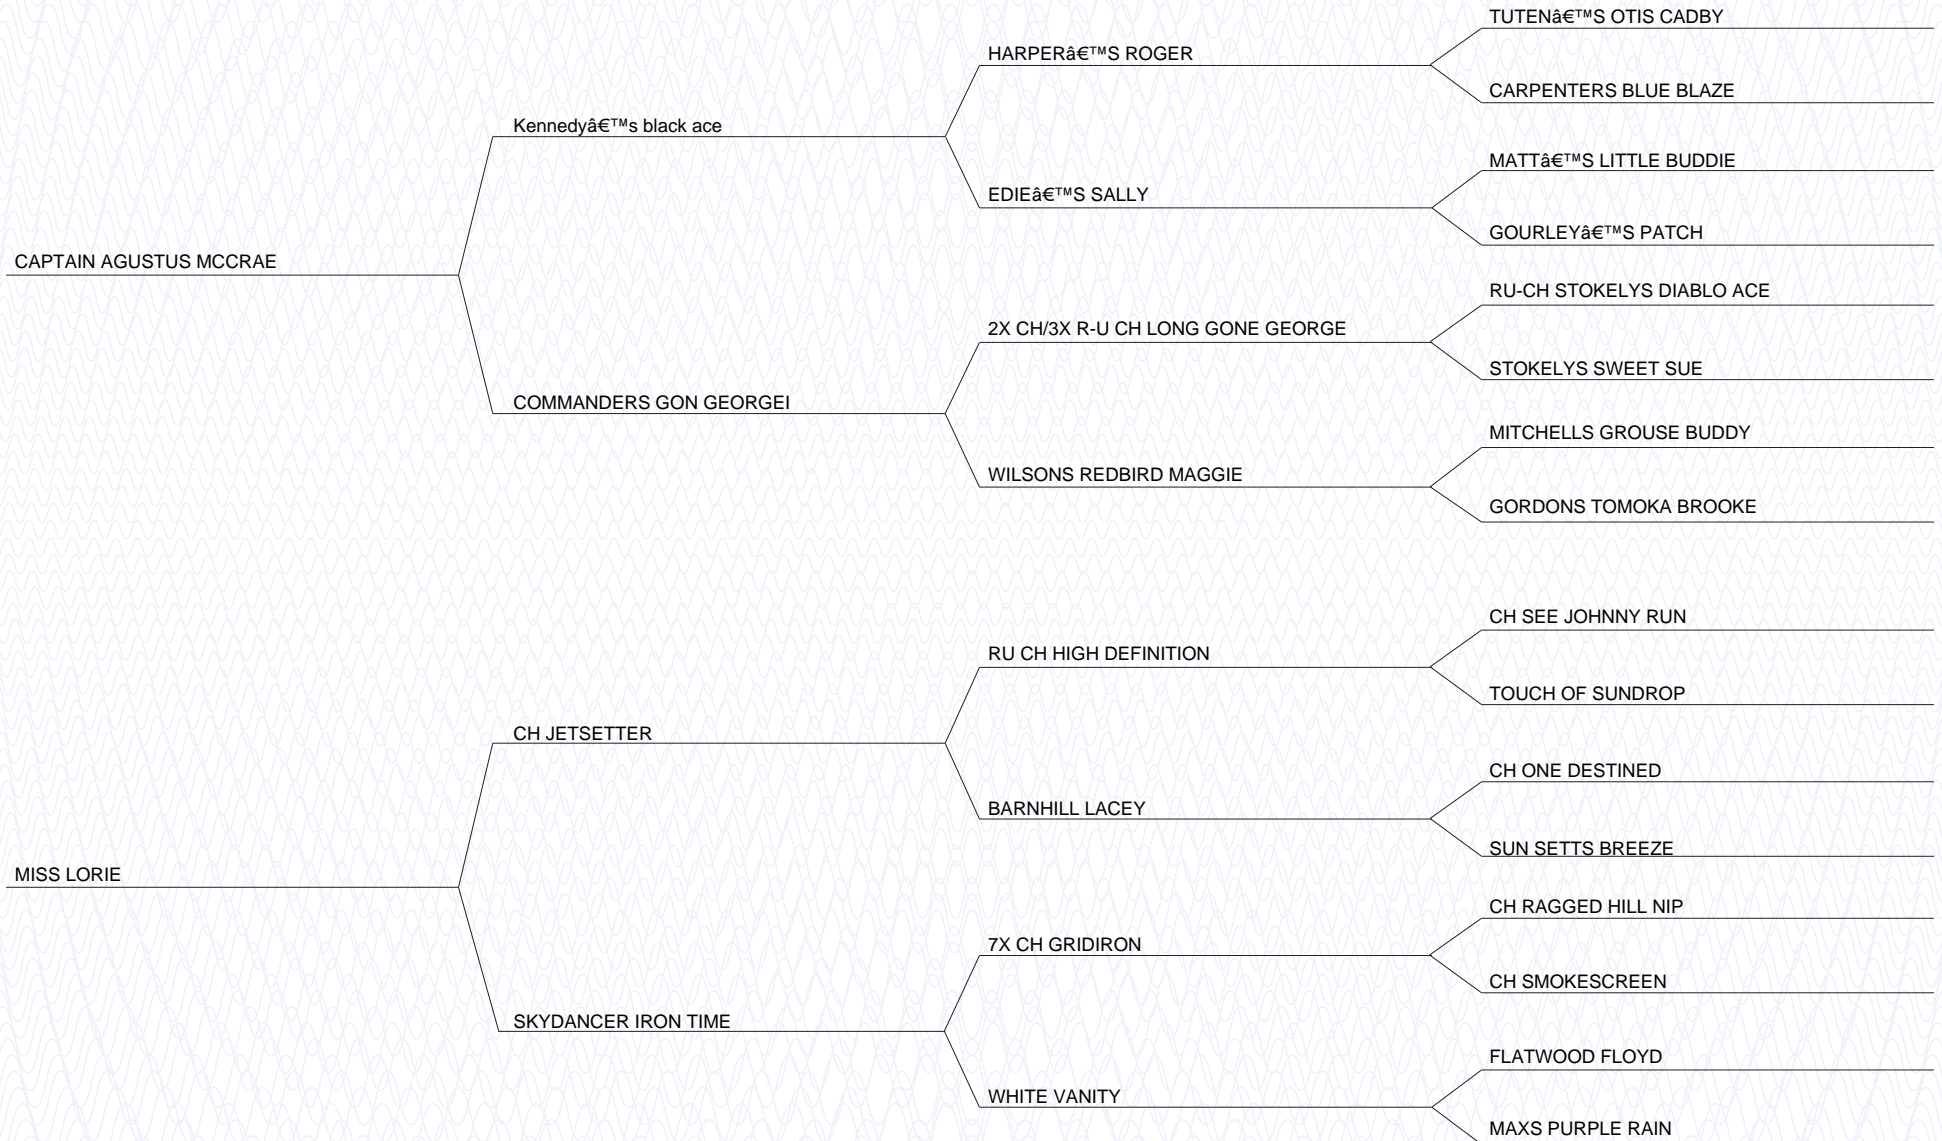 TUTENâ€™S OTIS CADBY
HARPERâ€™S ROGER
CARPENTERS BLUE BLAZE
Kennedyâ€™s black ace
MATTâ€™S LITTLE BUDDIE
EDIEâ€™S SALLY
GOURLEYâ€™S PATCH
CAPTAIN AGUSTUS MCCRAE
RU-CH STOKELYS DIABLO ACE
2X CH/3X R-U CH LONG GONE GEORGE
STOKELYS SWEET SUE
COMMANDERS GON GEORGEI
MITCHELLS GROUSE BUDDY
WILSONS REDBIRD MAGGIE
GORDONS TOMOKA BROOKE
CH SEE JOHNNY RUN
RU CH HIGH DEFINITION
TOUCH OF SUNDROP
CH JETSETTER
CH ONE DESTINED
BARNHILL LACEY
SUN SETTS BREEZE
MISS LORIE
CH RAGGED HILL NIP
7X CH GRIDIRON
CH SMOKESCREEN
SKYDANCER IRON TIME
FLATWOOD FLOYD
WHITE VANITY
MAXS PURPLE RAIN